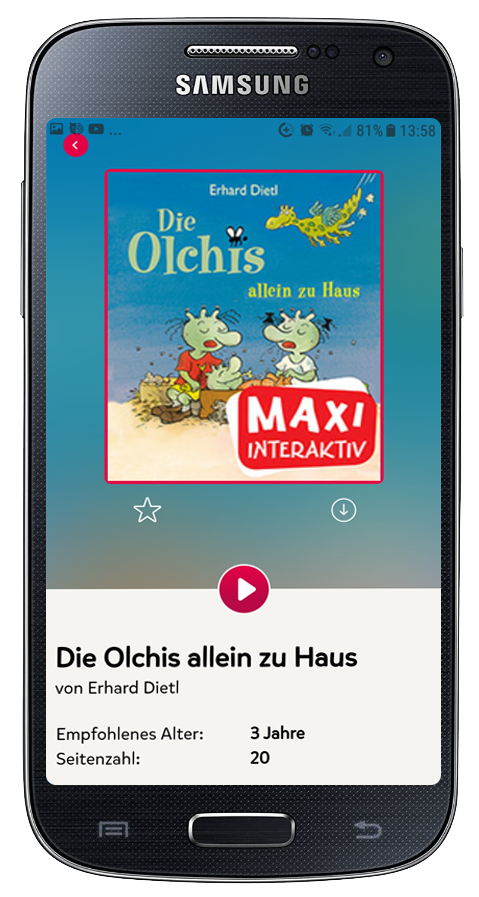 SAMSUNG
... 81% 13:58
Erhard Dietl
Die
Olchis
allein zu Haus
MAXI
INTERAKTIV
Die Olchis allein zu Haus
von Erhard Dietl
Empfohlenes Alter: 3 Jahre
Seitenzahl: 20